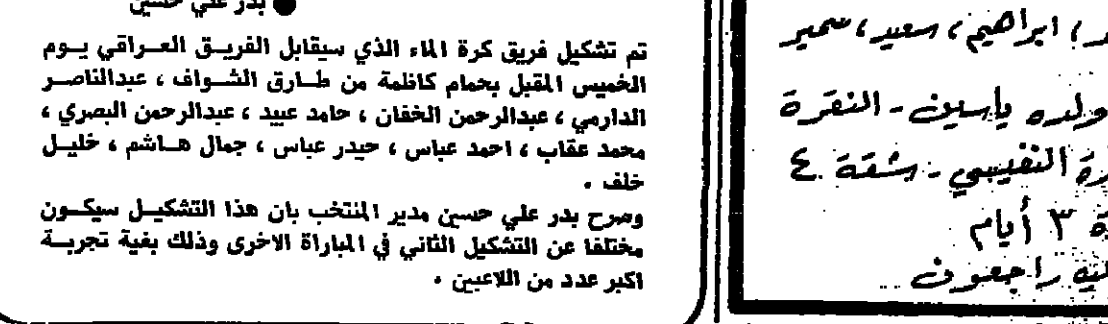 ● بدر علي حسين
تم تشكيل فريق كرة الماء الذي سيقابل الفريق العراقي يوم
الخميس المقبل بحمام كاظمة من طارق الشواف ، عبدالناصر
الدارمي ، عبدالرحمن الخفان ، حامد عبيد ، عبدالرحمن البصري ،
محمد عقاب ، احمد عباس ، حيدر عباس ، جمال هاشم ، خليل
خلف .
وصرح بدر علي حسين مدير المنتخب بان هذا التشكيل سيكون
مختلفا عن التشكيل الثاني في المباراة الاخرى وذلك بغية تجربة
اكبر عدد من اللاعبين .
ابراهيم ، سعيد ، سمير
ولده ياسين - النقرة
النفيسي - شقة ٤
٣ أيام
راجعون